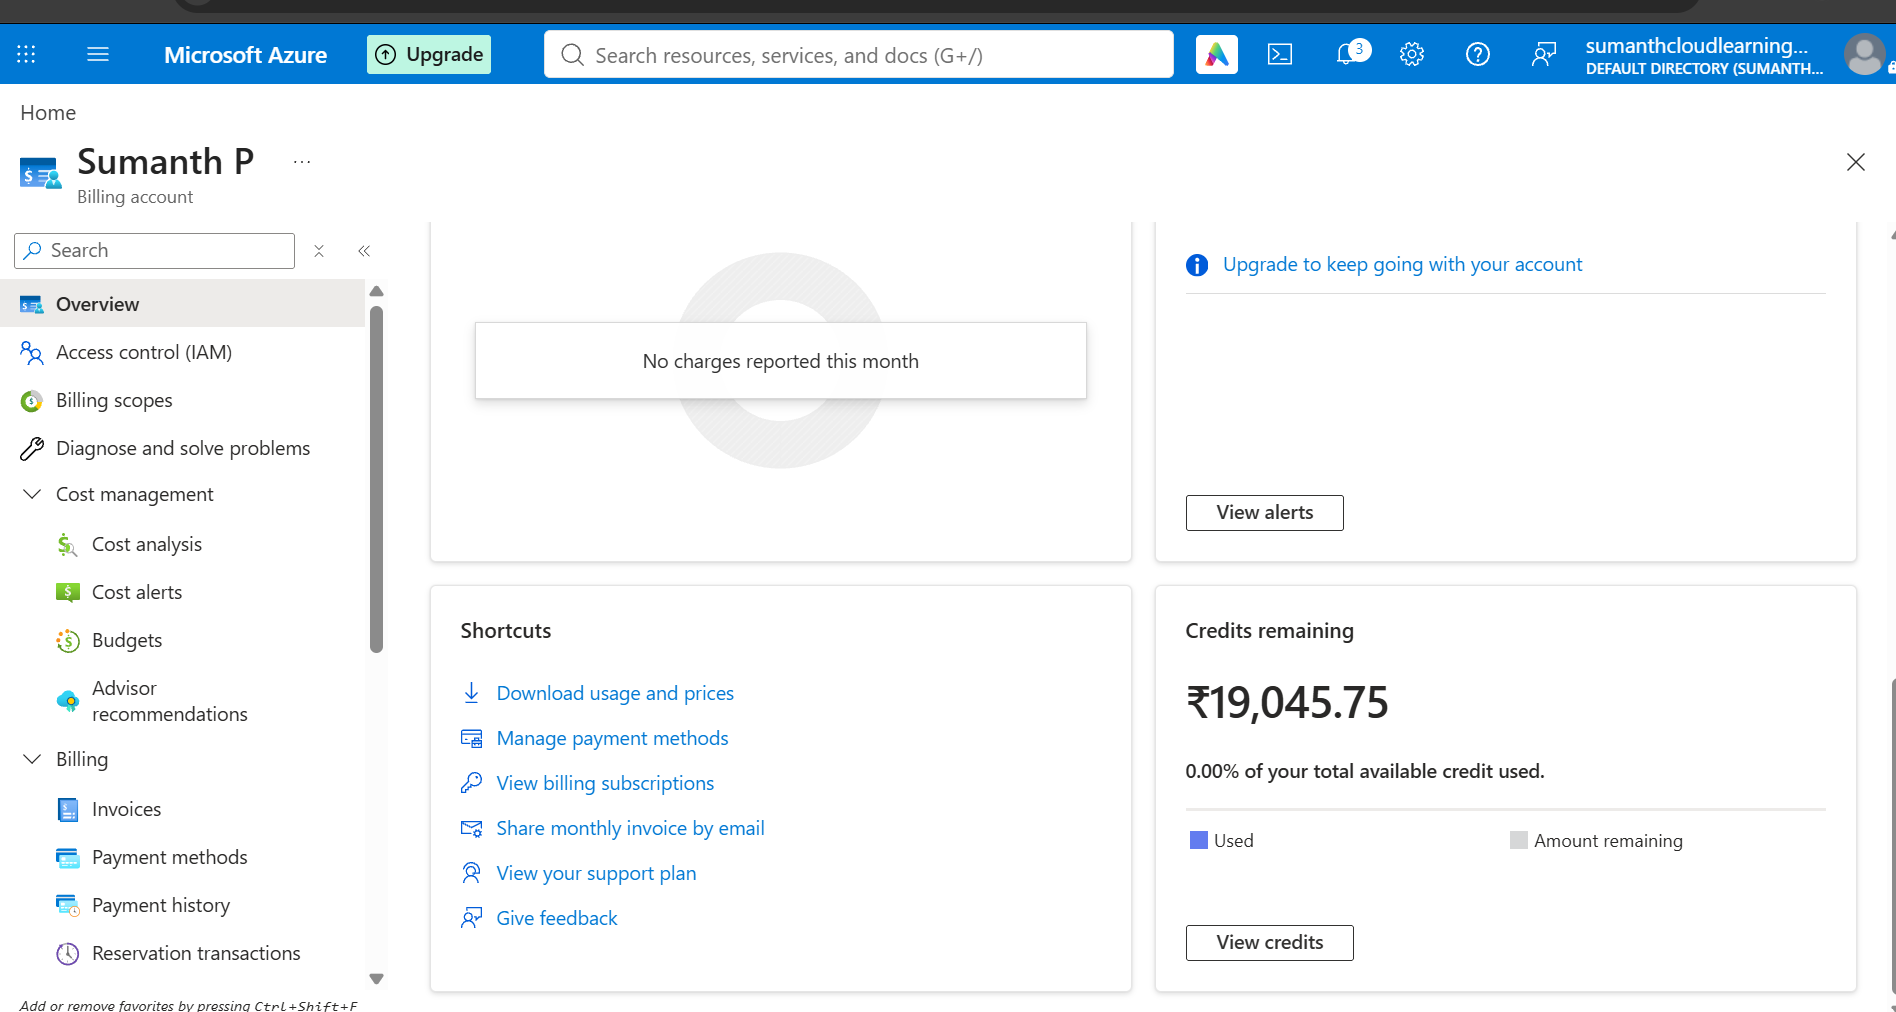 Microsoft Azure
Upgrade
Search resources, services, and docs (G+/)
3
sumanthcloudlearning...
DEFAULT DIRECTORY (SUMANTH...
Home
Sumanth P
...
Billing account
Search
Overview
Access control (IAM)
Billing scopes
Diagnose and solve problems
Cost management
Cost analysis
Cost alerts
Budgets
Advisor
recommendations
Billing
Invoices
Payment methods
Payment history
Reservation transactions
Add or remove favorites by pressing Ctrl+Shift+F
No charges reported this month
Upgrade to keep going with your account
View alerts
Shortcuts
Download usage and prices
Manage payment methods
View billing subscriptions
Share monthly invoice by email
View your support plan
Give feedback
Credits remaining
₹19,045.75
0.00% of your total available credit used.
Used
Amount remaining
View credits